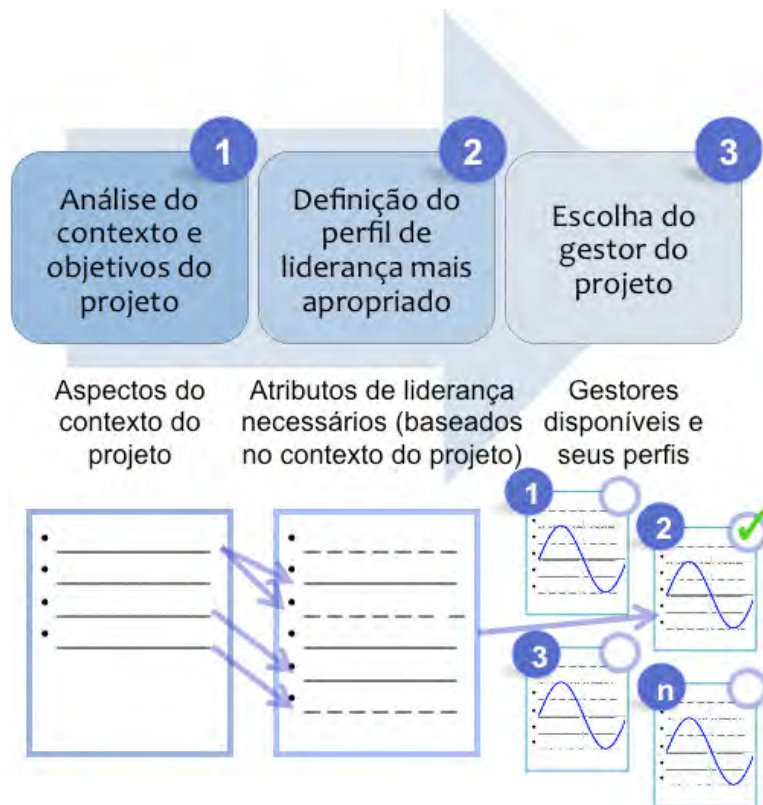 1
Análise do
contexto e
objetivos do
projeto
2
Definição do
perfil de
liderança mais
apropriado
3
Escolha do
gestor do
projeto
Aspectos do
contexto do
projeto
Atributos de liderança
necessários (baseados
no contexto do projeto)
Gestores
disponíveis e
seus perfis
1
2
3
n